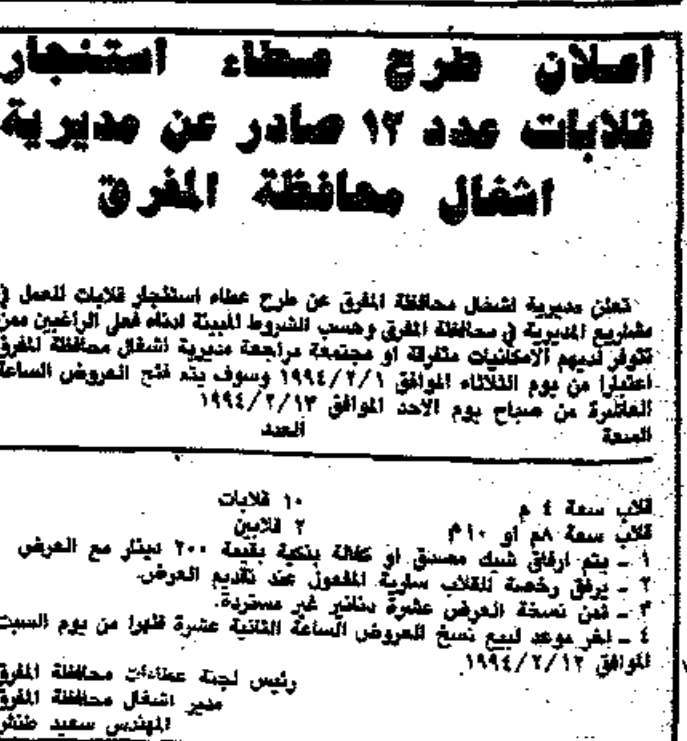 اعلان طرح عطاء استئجار
قلابات عدد ١٢ صادر عن مديرية
اشغال محافظة المفرق
تعلن مديرية اشغال محافظة المفرق عن طرح عطاء استئجار قلابات للعمل في
مشاريع المديرية في محافظة المفرق وحسب الشروط المبينة ادناه فعلى الراغبين ممن
تتوفر لديهم الامكانيات متفرقة او مجتمعة مراجعة مديرية اشغال محافظة المفرق
اعتبارا من يوم الثلاثاء الموافق ١٩٩٤/٢/١ وسوف يتم فتح العروض الساعة
العاشرة من صباح يوم الاحد الموافق ١٩٩٤/٢/١٣
السعة العدد
قلاب سعة ٤ م ١٠ قلابات
قلاب سعة ٨م او ١٠م ٢ قلابين
١ ـ يتم ارفاق شيك مصدق او كفالة بنكية بقيمة ٢٠٠ دينار مع العرض
٢ ـ يرفق رخصة للقلاب سارية المفعول عند تقديم العرض.
٣ ـ ثمن نسخة العرض عشرة دنانير غير مستردة.
٤ ـ اخر موعد لبيع نسخ العروض الساعة الثانية عشرة ظهرا من يوم السبت
الموافق ١٩٩٤/٢/١٢
رئيس لجنة عطاءات محافظة المفرق
مدير اشغال محافظة المفرق
المهندس سعيد